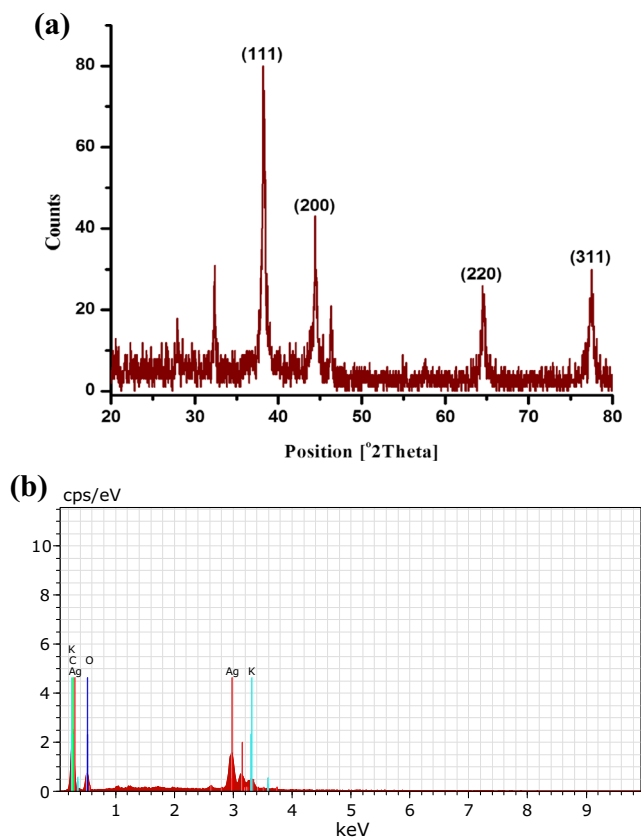 (a)
(111)
(200)
(220)
(311)
80
60
40
20
0
Counts
20 30 40 50 60 70 80
Position [°2Theta]
(b)
cps/eV
10
8
6
4
2
0
K
C O
Ag Ag K
1 2 3 4 5 6 7 8 9
keV